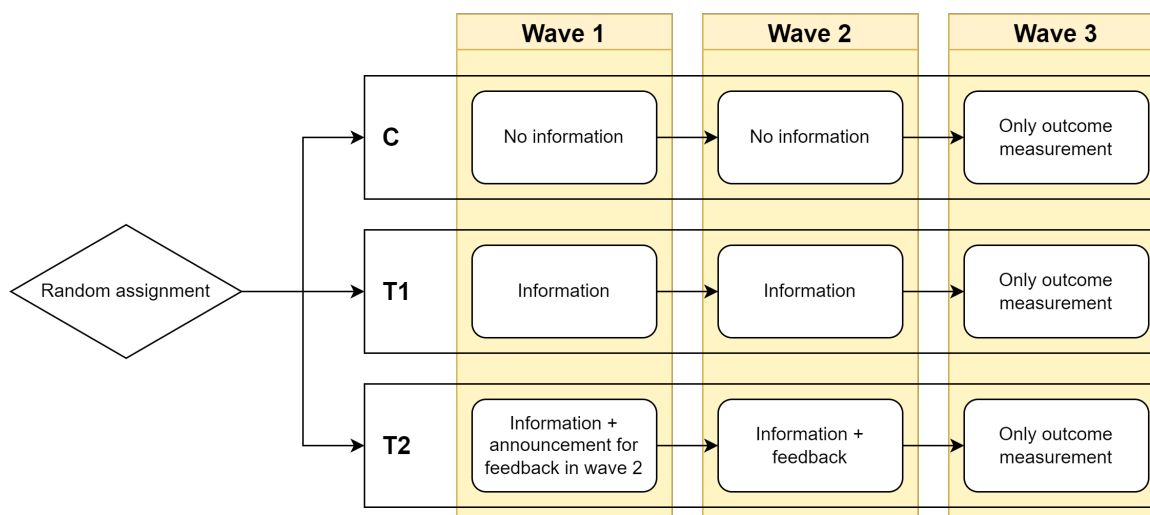 Wave 1
Wave 2
Wave 3
C
No information
No information
Only outcome
measurement
Random assignment
T1
Information
Information
Only outcome
measurement
T2
Information +
announcement for
feedback in wave 2
Information +
feedback
Only outcome
measurement